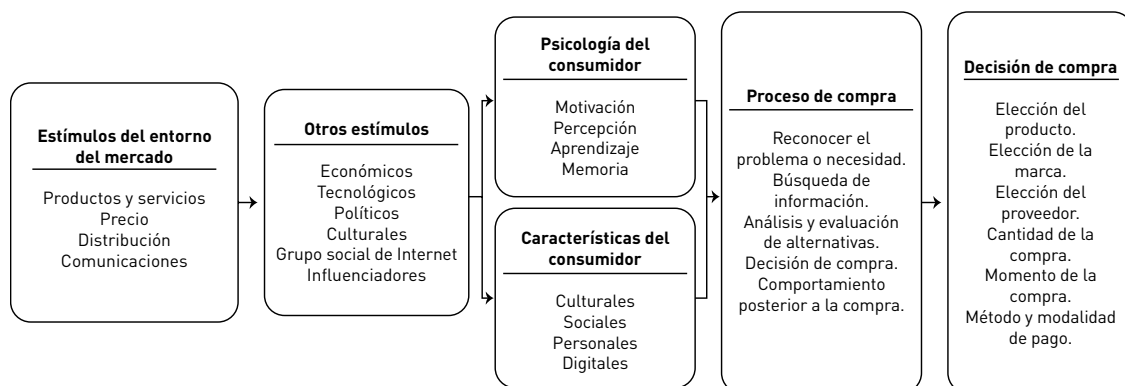 Estímulos del entorno
del mercado
Productos y servicios
Precio
Distribución
Comunicaciones
Otros estímulos
Económicos
Tecnológicos
Políticos
Culturales
Grupo social de Internet
Influenciadores
Psicología del
consumidor
Motivación
Percepción
Aprendizaje
Memoria
Características del
consumidor
Culturales
Sociales
Personales
Digitales
Proceso de compra
Reconocer el
problema o necesidad.
Búsqueda de
información.
Análisis y evaluación
de alternativas.
Decisión de compra.
Comportamiento
posterior a la compra.
Decisión de compra
Elección del
producto.
Elección de la
marca.
Elección del
proveedor.
Cantidad de la
compra.
Momento de la
compra.
Método y modalidad
de pago.